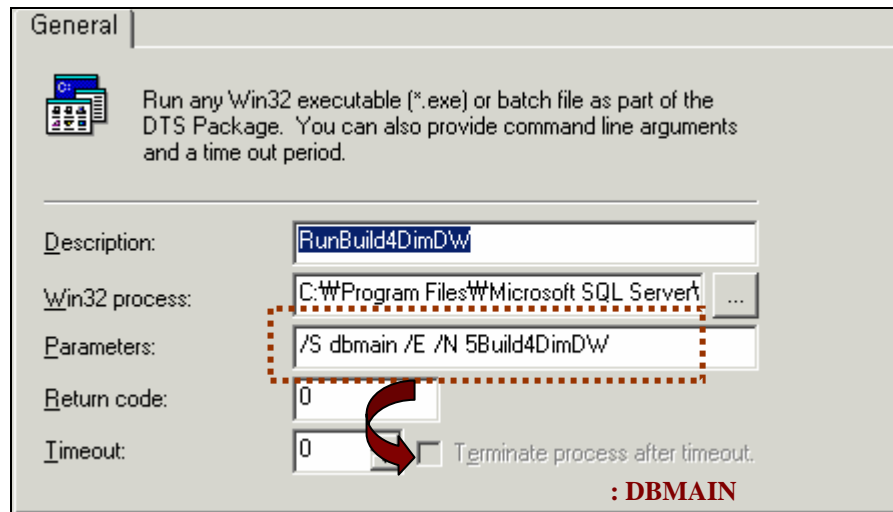 General
C:
Run any Win32 executable (*.exe) or batch file as part of the
DTS Package. You can also provide command line arguments
and a time out period.
Description: RunBuild4DimDW
Win32 process: C:₩Program Files₩Microsoft SQL Server₩ ...
Parameters: /S dbmain /E /N 5Build4DimDW
Return code: 0
Timeout: 0 Terminate process after timeout.
: DBMAIN